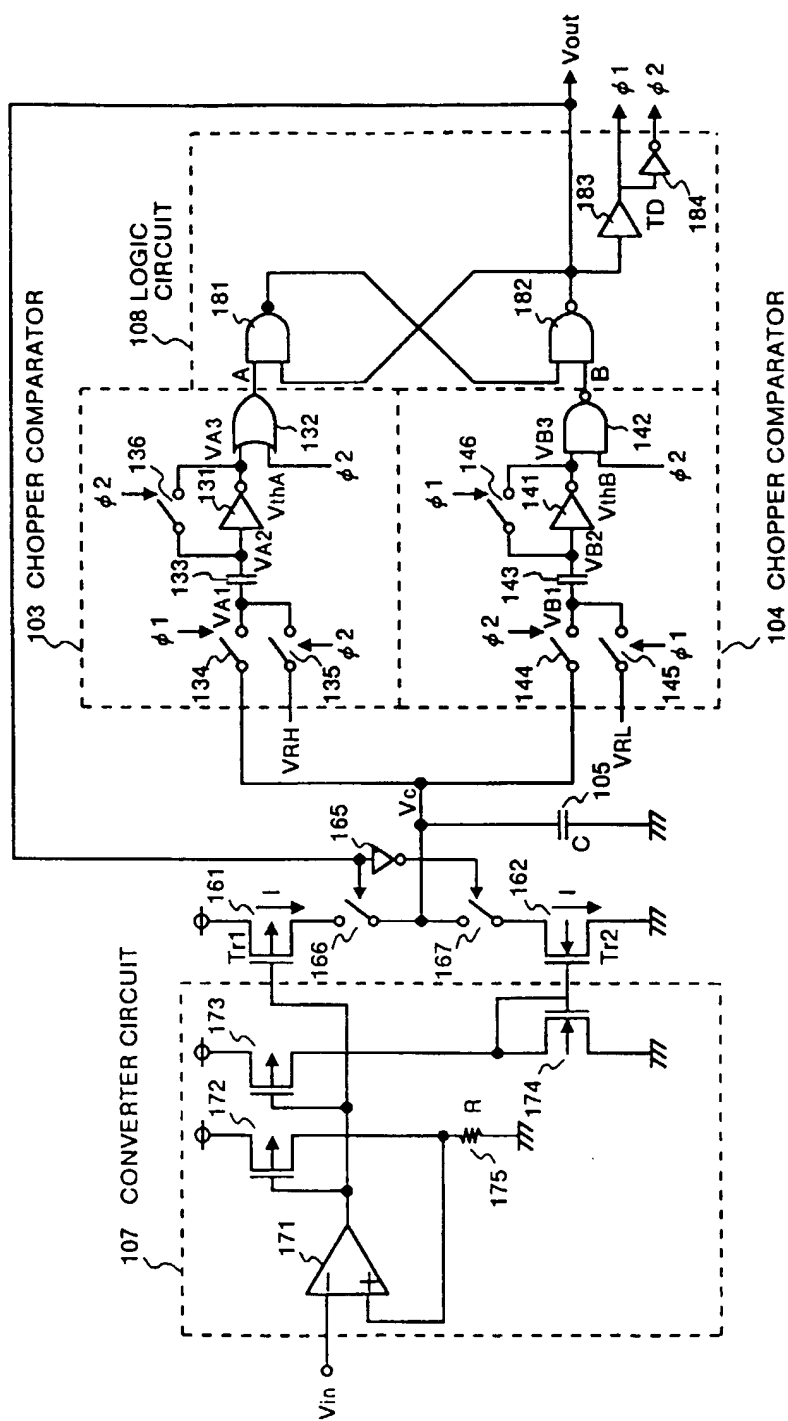 107 CONVERTER CIRCUIT
Vin
171
172
173
R
175
174
Tr1
161
I
166
165
167
162
I
Tr2
Vc
C
105
103 CHOPPER COMPARATOR
VRH
134
φ1
135
φ2
VA1
133
VA2
φ2
136
131
VthA
VA3
132
φ2
A
104 CHOPPER COMPARATOR
VRL
144
φ2
145
φ1
VB1
143
VB2
φ1
146
141
VthB
VB3
142
φ2
B
108 LOGIC
CIRCUIT
181
182
183
TD
184
Vout
φ1
φ2